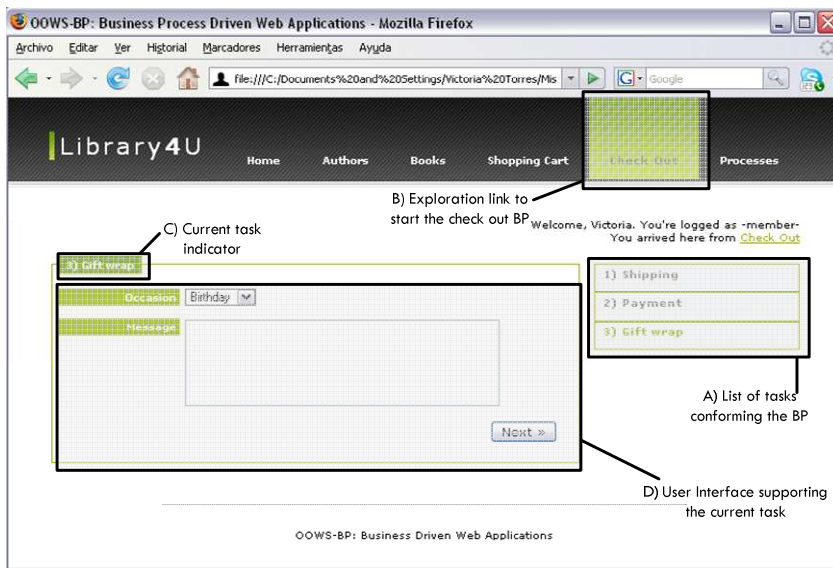 OOWS-BP: Business Process Driven Web Applications - Mozilla Firefox
Archivo Editar Ver Historial Marcadores Herramientas Ayuda
file:///C:/Documents%20and%20Settings/Victoria%20Torres/Mis
G Google
Library4U
Home Authors Books Shopping Cart Check Out Processes
B) Exploration link to
start the check out BP
Welcome, Victoria. You're logged as -member-
You arrived here from Check Out
C) Current task
indicator
3) Gift wrap
Occasion Birthday
Message
Next »
1) Shipping
2) Payment
3) Gift wrap
A) List of tasks
conforming the BP
D) User Interface supporting
the current task
OOWS-BP: Business Driven Web Applications